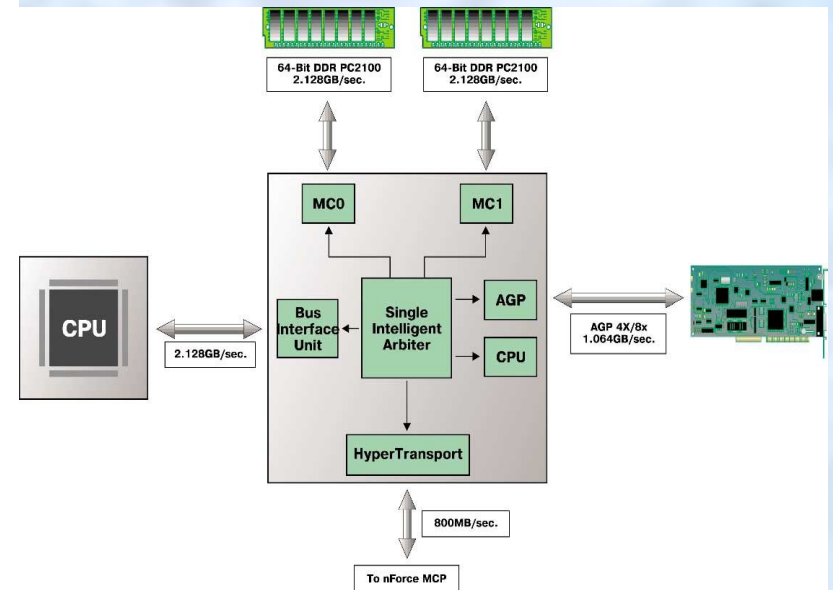 64-Bit DDR PC2100
2.128GB/sec.
64-Bit DDR PC2100
2.128GB/sec.
MC0
MC1
CPU
2.128GB/sec.
Bus
Interface
Unit
Single
Intelligent
Arbiter
AGP
CPU
AGP 4X/8x
1.064GB/sec.
HyperTransport
800MB/sec.
To nForce MCP